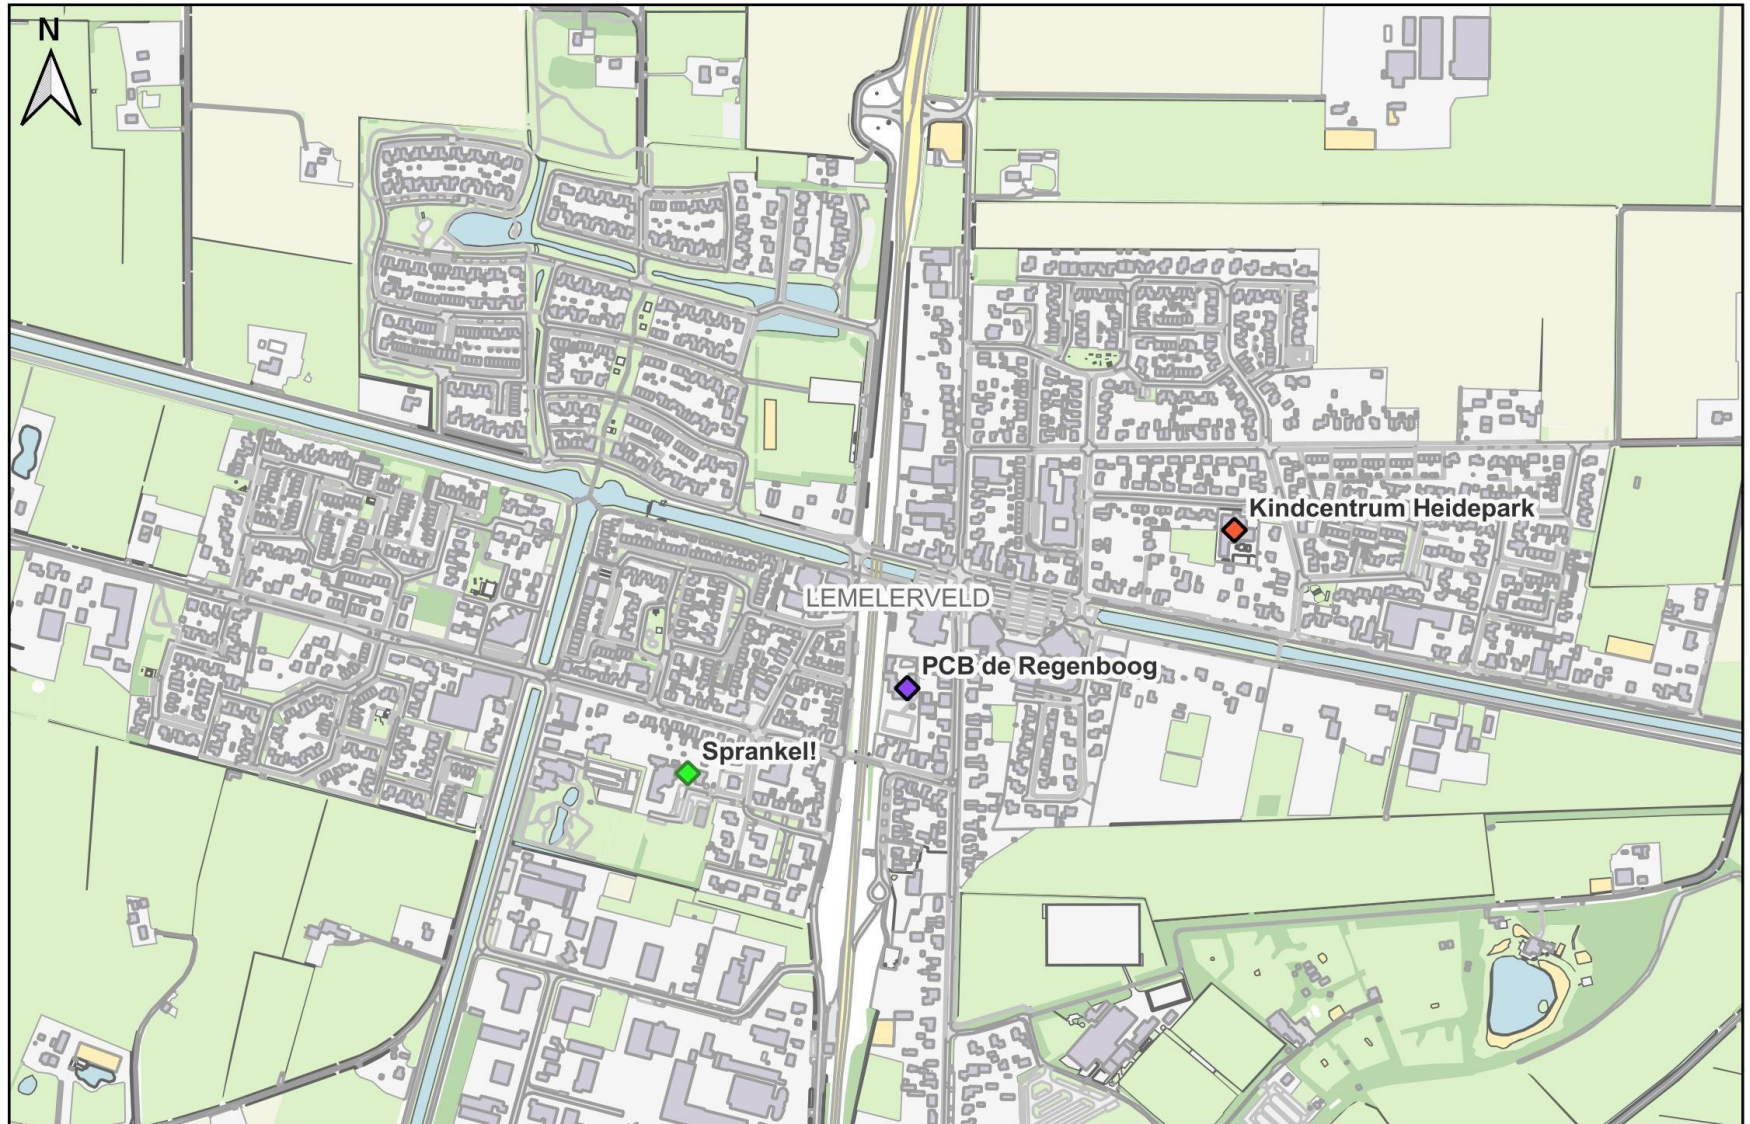 N
Kindcentrum Heidepark
LEMELERVELD
PCB de Regenboog
Sprankel!